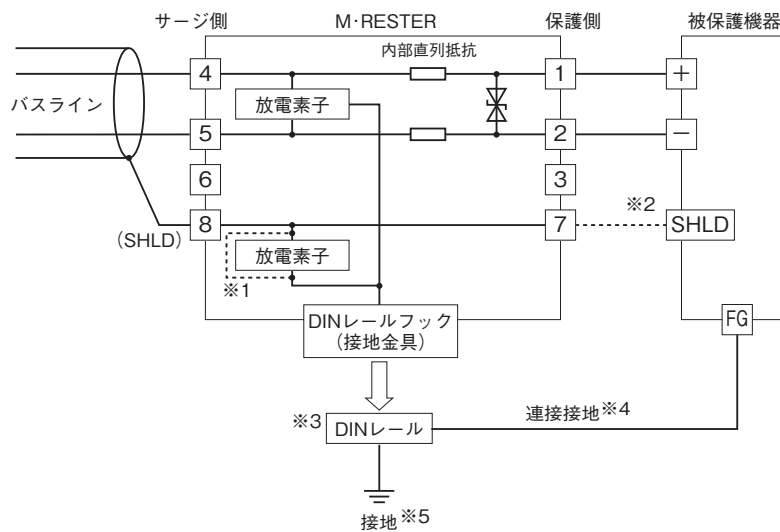 サージ側 M･RESTER 保護側 被保護機器
内部直列抵抗
4 1 +
バスライン 放電素子
5 2 −
6 3
※2
(SHLD) 8 7 SHLD
放電素子
※1
DINレールフック
(接地金具)
FG
連接接地※4
※3 DINレール
接地※5